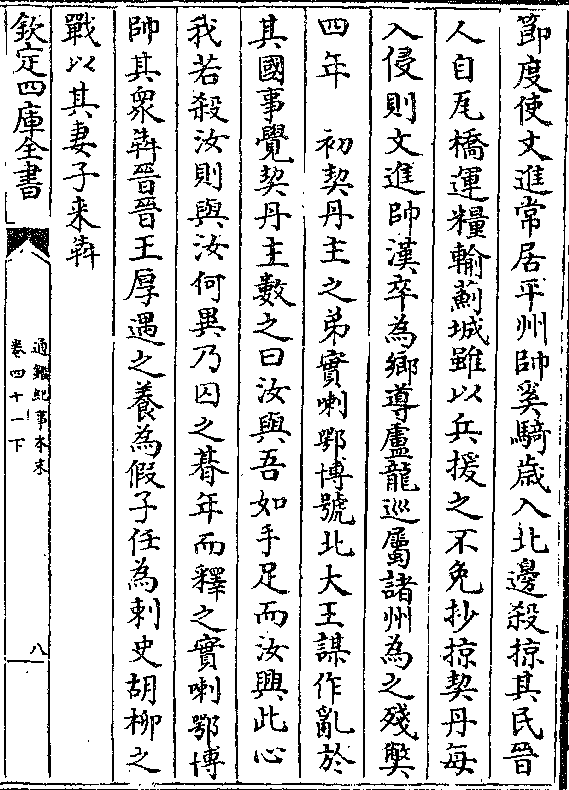 節度使文進常居平州帥奚騎歲入北邊殺掠其民晉
人自瓦橋運糧輸薊城雖以兵援之不免抄掠契丹每
入侵則文進帥漢卒為鄉導盧龍巡屬諸州為之殘獘
四年　初契丹主之弟實喇鄂博號北大王謀作亂於
其國事覺契丹主數之曰汝與吾如手足而汝興此心
我若殺汝則與汝何異乃囚之朞年而釋之實喇鄂博
帥其衆犇晉晉王厚遇之養為假子任為刺史胡柳之
戰以其妻子来犇
欽定四庫全書
通鑑紀事本末
卷四十一下
八